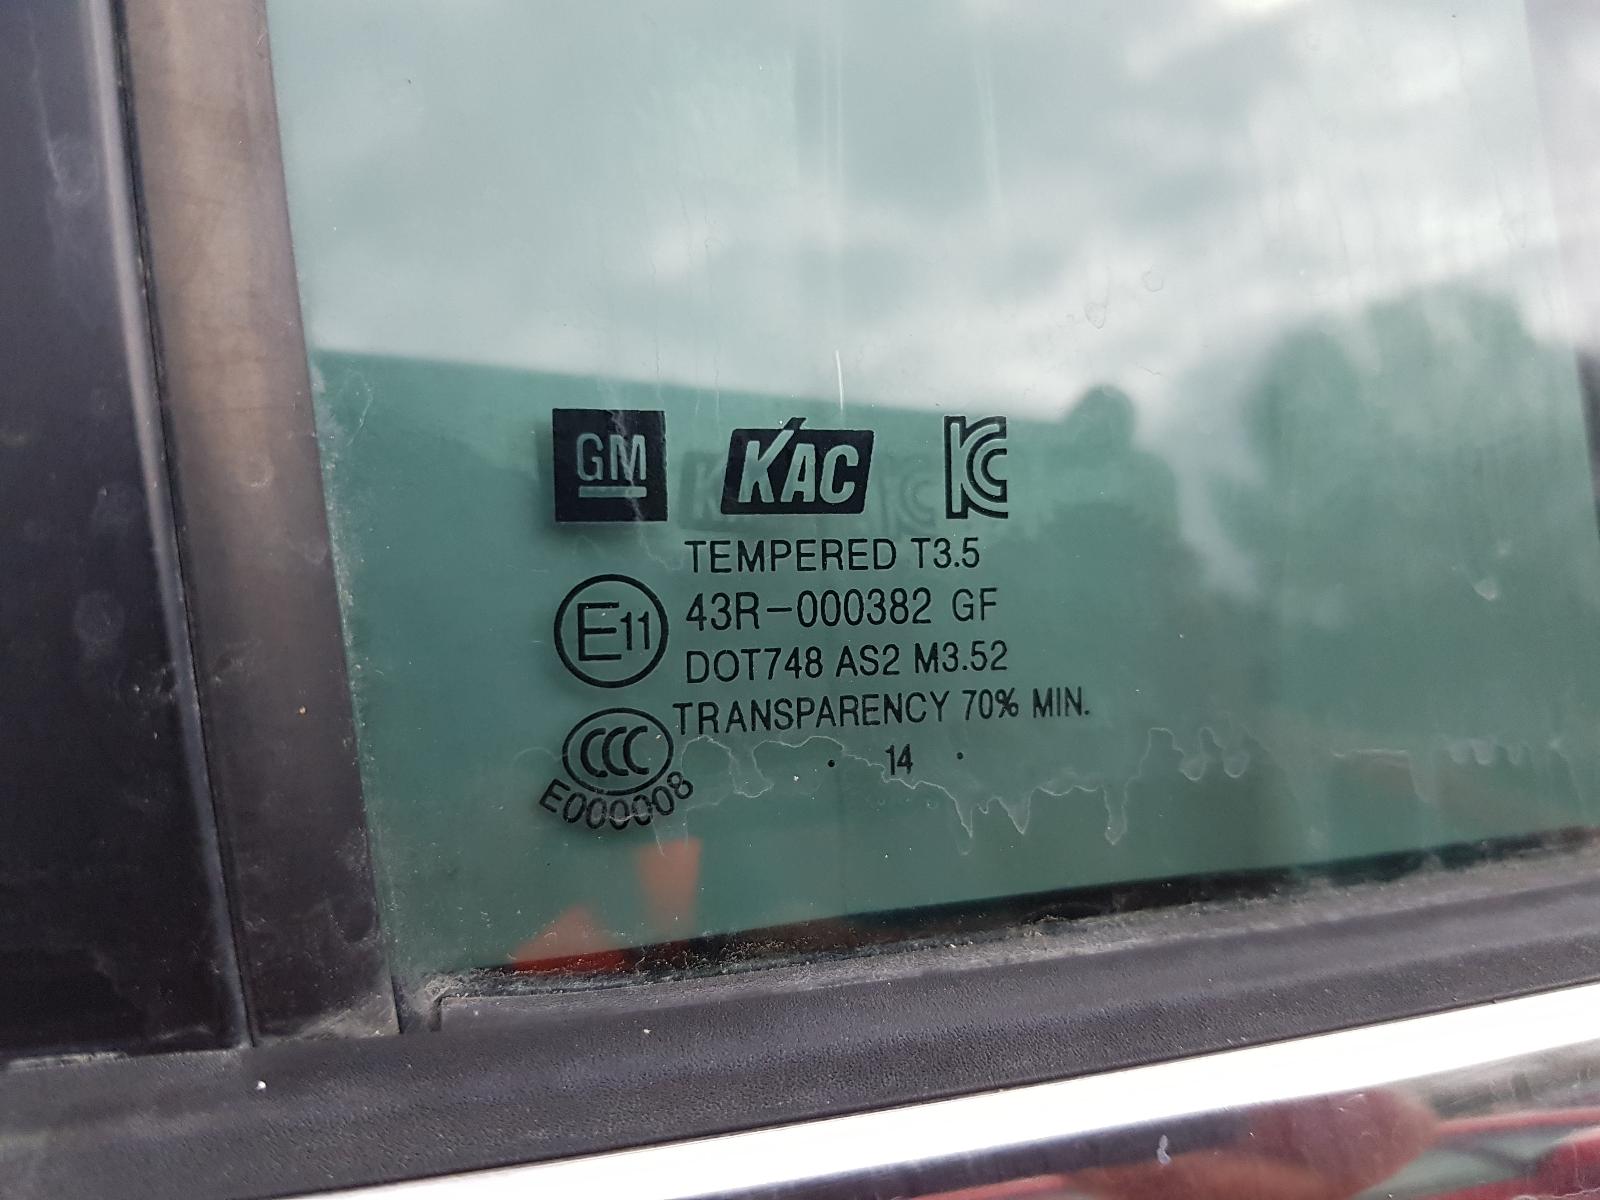 GM KAC KC
TEMPERED T3.5
E11 43R-000382 GF
DOT748 AS2 M3.52
TRANSPARENCY 70% MIN.
CCC
. 14 .
E000008